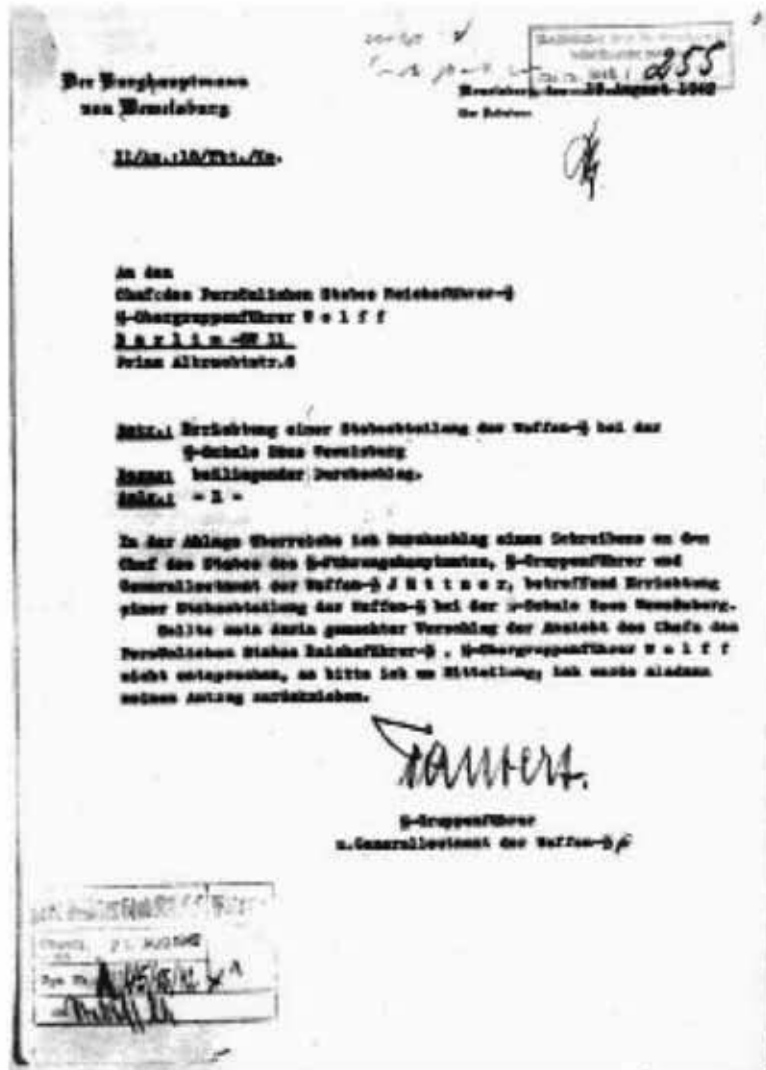 Der Burghauptmann
von Wewelsburg
255
Wewelsburg, den 19. August 1942
An den
Chef des Persönlichen Stabes Reichsführer-SS
SS-Obergruppenführer W o l f f
B e r l i n -SW 11
Prinz Albrechtstr.8
Betr.: Errichtung einer Stabsabteilung der Waffen-SS bei der
SS-Schule Haus Wewelsburg
Bezug: beiliegender Durchschlag.
Anlg.: - 1 -
In der Ablage überreiche ich Durchschlag eines Schreibens an den
Chef des Stabes des SS-Führungshauptamtes, SS-Gruppenführer und
Generalleutnant der Waffen-SS J ü t t n e r, betreffend Errichtung
einer Stabsabteilung der Waffen-SS bei der SS-Schule Haus Wewelsburg.
Sollte mein darin gemachter Vorschlag der Ansicht des Chefs des
Persönlichen Stabes Reichsführer-SS, SS-Obergruppenführer W o l f f
nicht entsprechen, so bitte ich um Mitteilung; ich werde alsdann
meinen Antrag zurückziehen.
Taubert.
SS-Gruppenführer
u.Generalleutnant der Waffen-SS